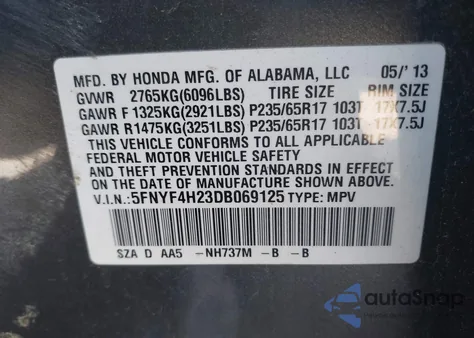 MFD. BY HONDA MFG. OF ALABAMA, LLC 05/' 13
GVWR 2765KG(6096LBS) TIRE SIZE RIM SIZE
GAWR F 1325KG(2921LBS) P235/65R17 103T 17X7.5J
GAWR R1475KG(3251LBS) P235/65R17 103T 17X7.5J
THIS VEHICLE CONFORMS TO ALL APPLICABLE
FEDERAL MOTOR VEHICLE SAFETY
AND THEFT PREVENTION STANDARDS IN EFFECT
ON THE DATE OF MANUFACTURE SHOWN ABOVE.
V.I.N.: 5FNYF4H23DB069125 TYPE: MPV
SZA D AA5 -NH737M -B -B
autoSnap